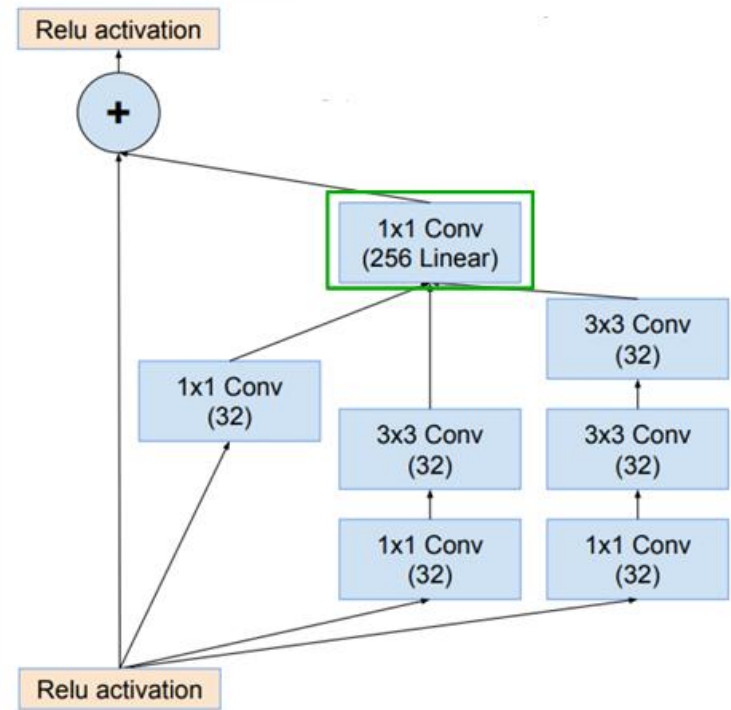 Relu activation
+
1x1 Conv
(256 Linear)
3x3 Conv
(32)
1x1 Conv
(32)
3x3 Conv
(32)
3x3 Conv
(32)
1x1 Conv
(32)
1x1 Conv
(32)
Relu activation